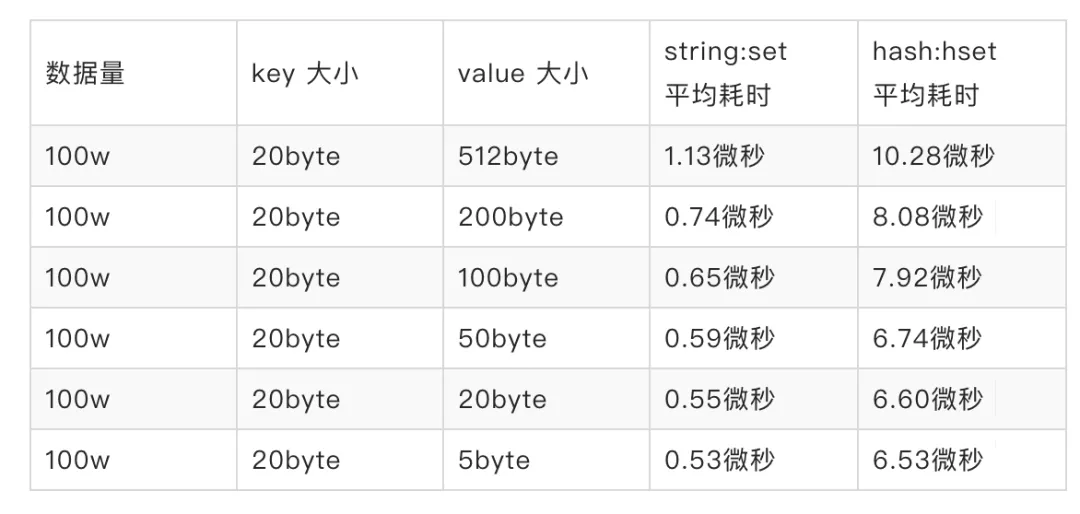 数据量 key 大小 value 大小 string:set 平均耗时 hash:hset 平均耗时
100w 20byte 512byte 1.13微秒 10.28微秒
100w 20byte 200byte 0.74微秒 8.08微秒
100w 20byte 100byte 0.65微秒 7.92微秒
100w 20byte 50byte 0.59微秒 6.74微秒
100w 20byte 20byte 0.55微秒 6.60微秒
100w 20byte 5byte 0.53微秒 6.53微秒